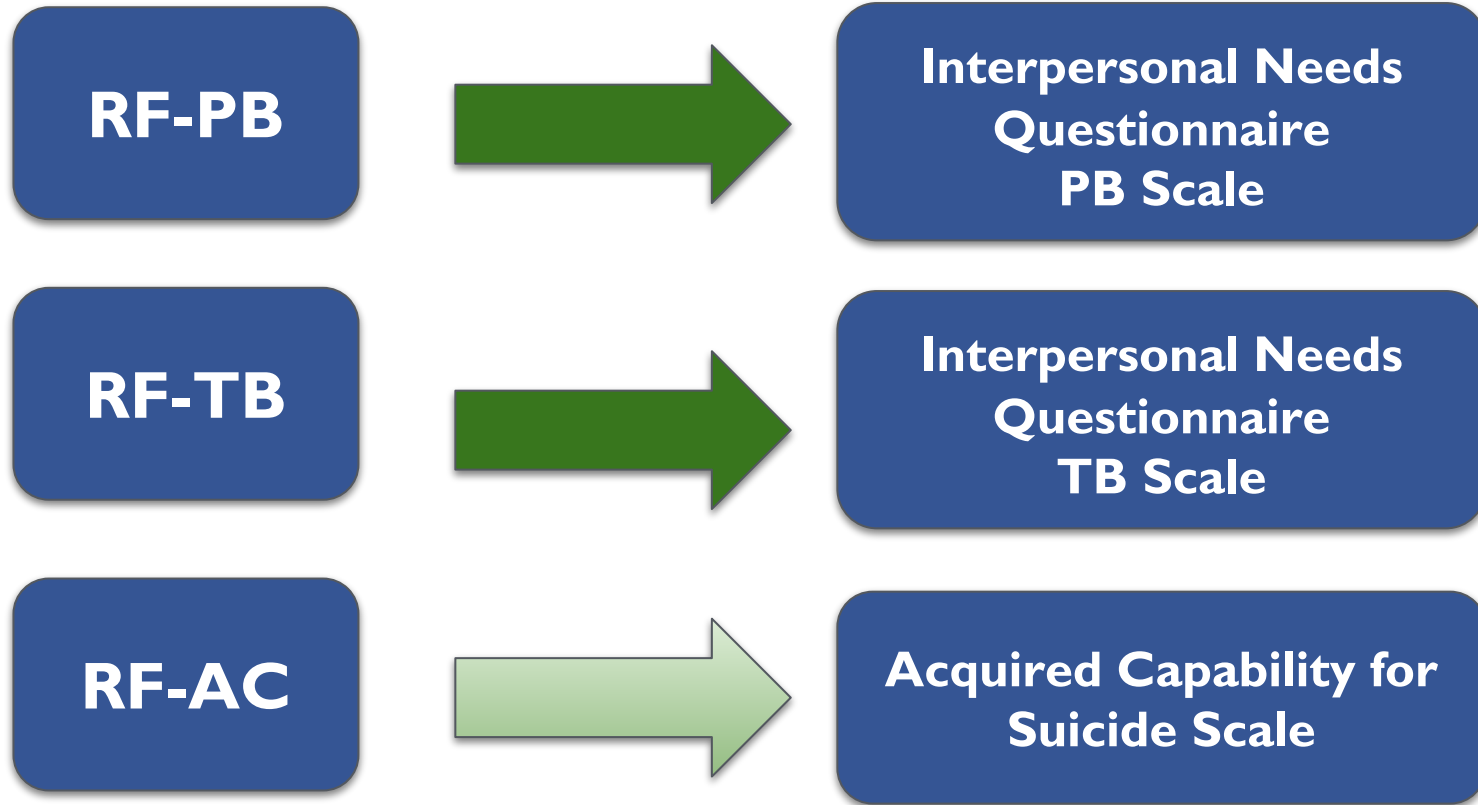 RF-PB
Interpersonal Needs
Questionnaire
PB Scale
RF-TB
Interpersonal Needs
Questionnaire
TB Scale
RF-AC
Acquired Capability for
Suicide Scale